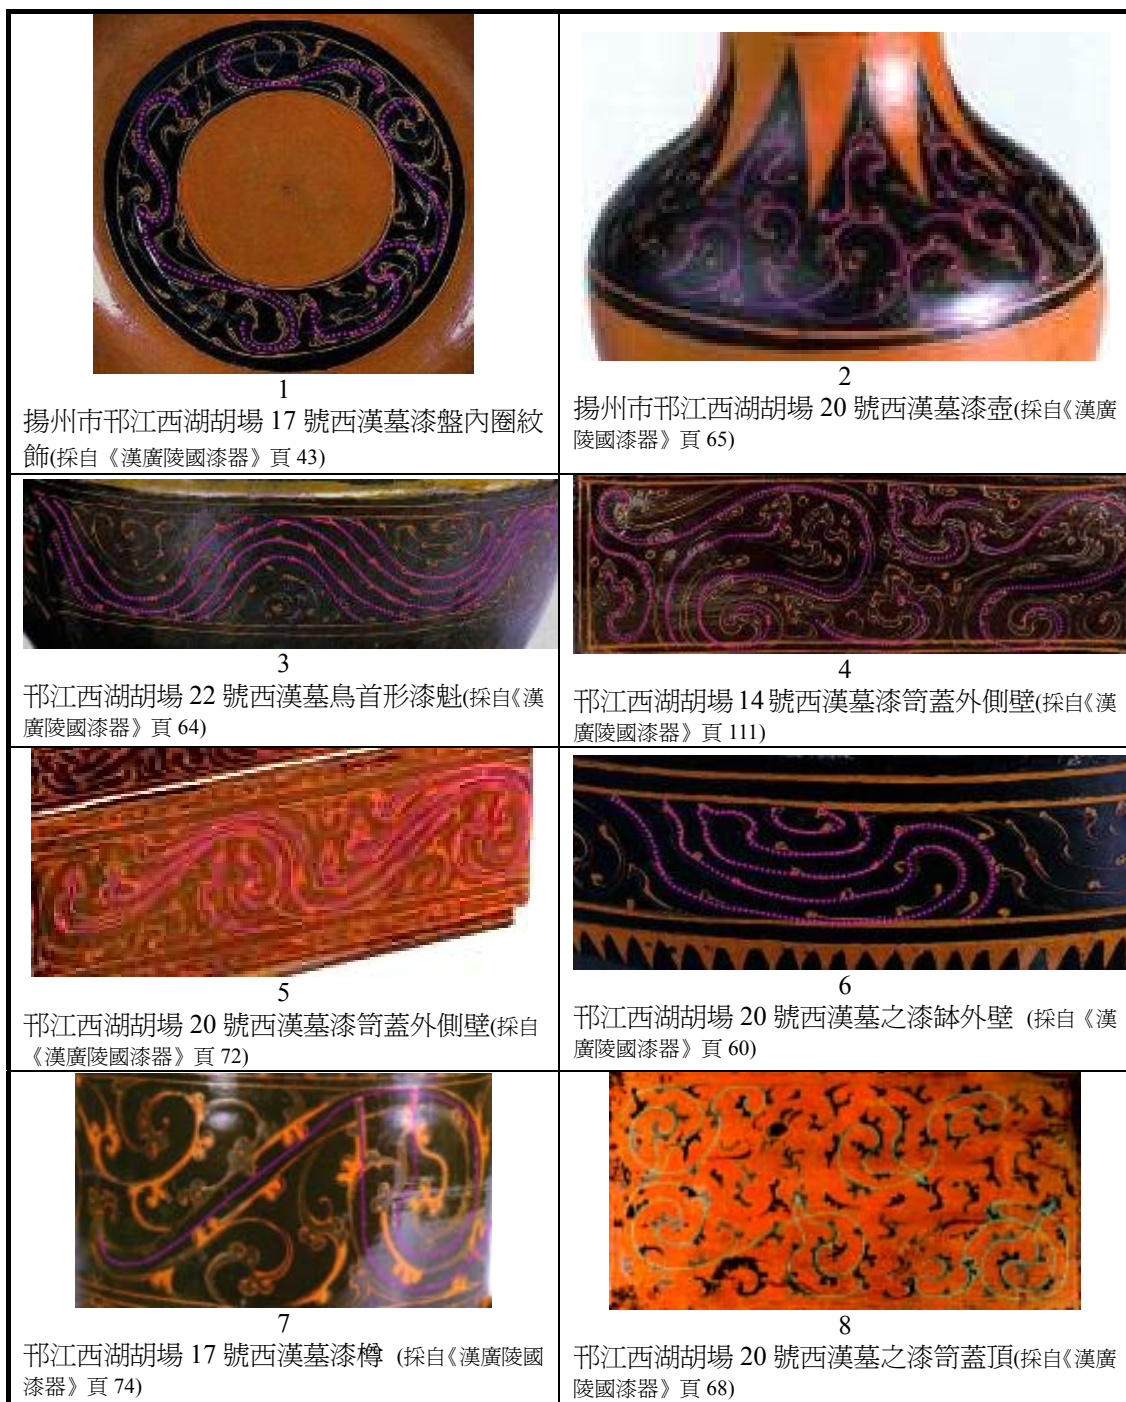 1
揚州市邗江西湖胡場 17 號西漢墓漆盤內圈紋
飾(採自《漢廣陵國漆器》頁 43)
2
揚州市邗江西湖胡場 20 號西漢墓漆壺(採自《漢廣
陵國漆器》頁 65)
3
邗江西湖胡場 22 號西漢墓鳥首形漆魁(採自《漢
廣陵國漆器》頁 64)
4
邗江西湖胡場 14 號西漢墓漆笥蓋外側壁(採自《漢
廣陵國漆器》頁 111)
5
邗江西湖胡場 20 號西漢墓漆笥蓋外側壁(採自
《漢廣陵國漆器》頁 72)
6
邗江西湖胡場 20 號西漢墓之漆缽外壁 (採自《漢
廣陵國漆器》頁 60)
7
邗江西湖胡場 17 號西漢墓漆樽 (採自《漢廣陵國
漆器》頁 74)
8
邗江西湖胡場 20 號西漢墓之漆笥蓋頂(採自《漢廣
陵國漆器》頁 68)